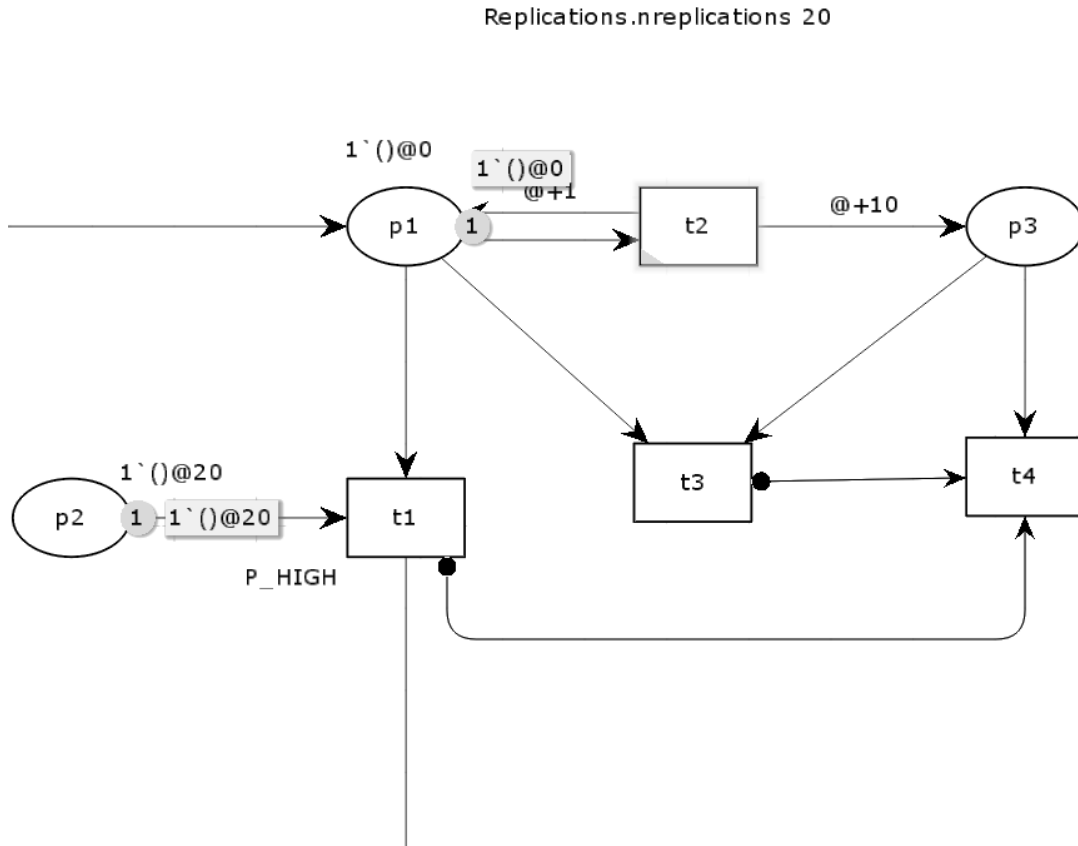 Replications.nreplications 20
1`()@0
1`()@0
@+1
p1
1
t2
@+10
p3
1`()@20
p2
1
1`()@20
t1
t3
t4
P_HIGH